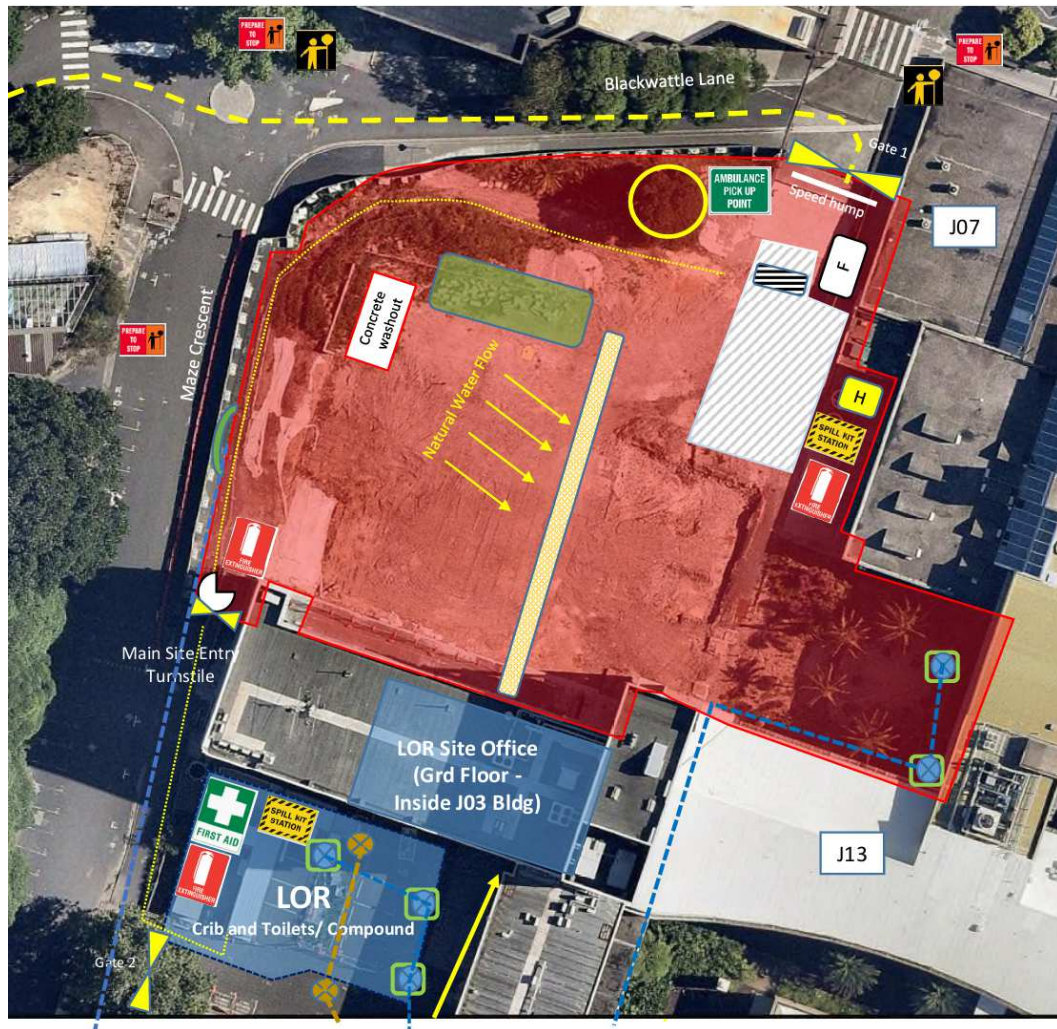 PREPARE
TO
STOP
PREPARE
TO
STOP
Blackwattle Lane
Gate 1
AMBULANCE
PICK UP
POINT
Speed hump
J07
F
Concrete
washout
Maze Crescent
PREPARE
TO
STOP
Natural Water Flow
H
SPILL KIT
STATION
FIRE
EXTINGUISHER
FIRE
EXTINGUISHER
Main Site Entry
Turnstile
LOR Site Office
(Grd Floor -
Inside J03 Bldg)
FIRST AID
SPILL KIT
STATION
FIRE
EXTINGUISHER
J13
LOR
Crib and Toilets/ Compound
Gate 2